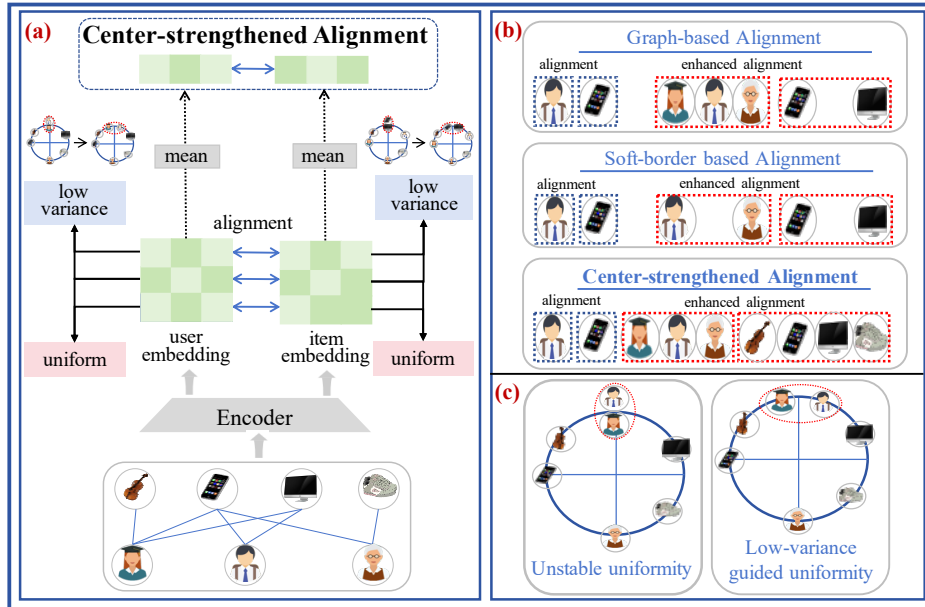 (a)
Center-strengthened Alignment
mean
mean
low
variance
low
variance
alignment
user
embedding
item
embedding
uniform
uniform
Encoder
(b)
Graph-based Alignment
alignment
enhanced alignment
Soft-border based Alignment
alignment
enhanced alignment
Center-strengthened Alignment
alignment
enhanced alignment
(c)
Unstable uniformity
Low-variance
guided uniformity